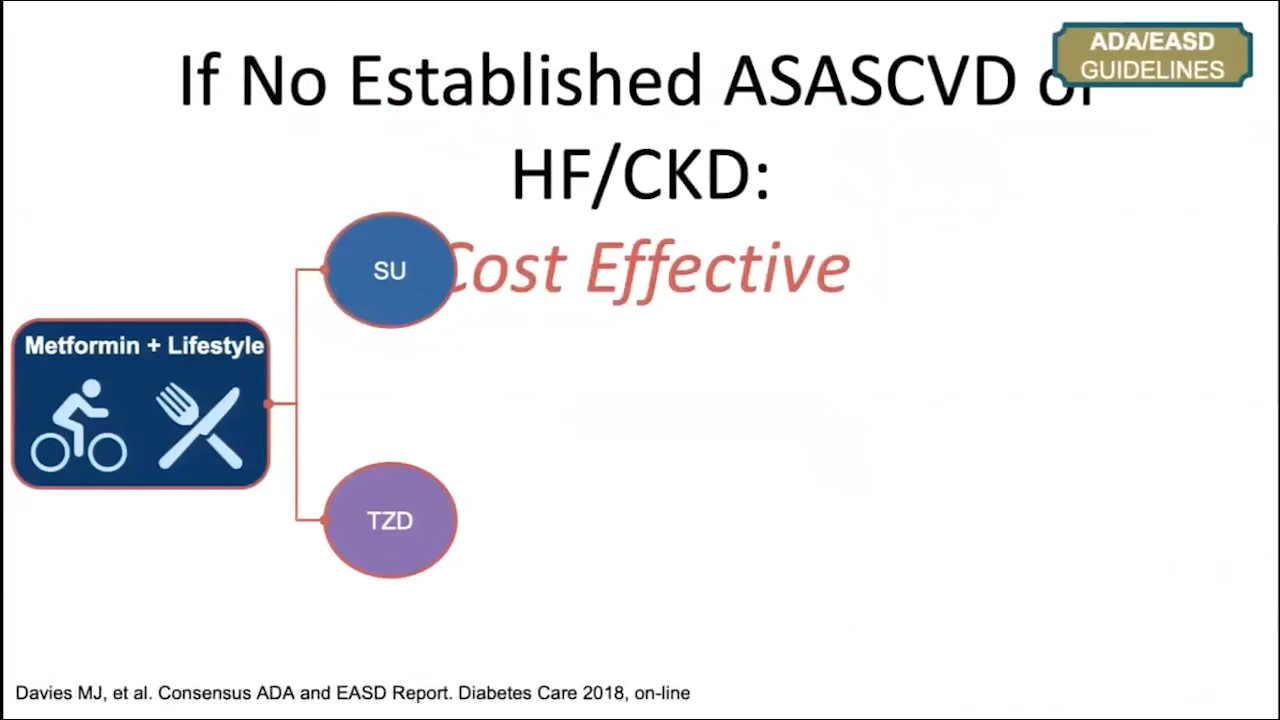 If No Established ASASCVD or
HF/CKD:
Cost Effective
ADA/EASD
GUIDELINES
SU
Metformin + Lifestyle
TZD
Davies MJ, et al. Consensus ADA and EASD Report. Diabetes Care 2018, on-line